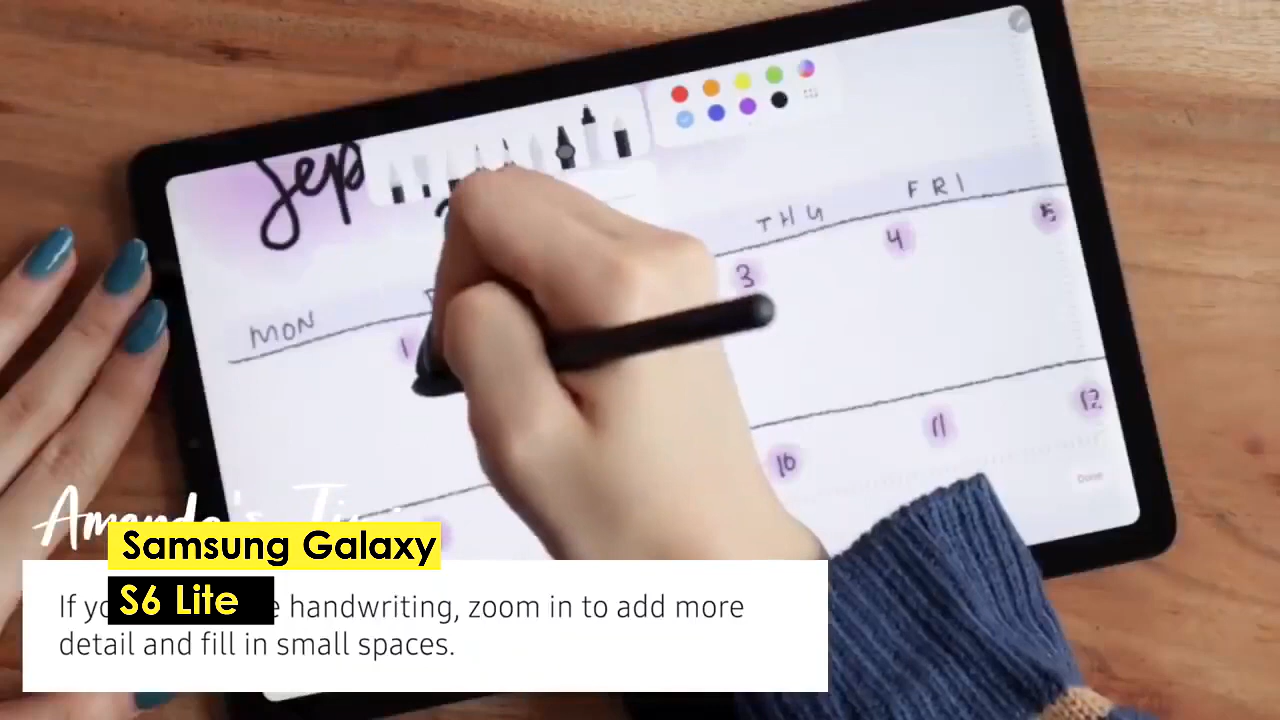 Sep
MON
THU
FRI
1
3
4
5
10
11
12
Done
Amanda's
Samsung Galaxy
S6 Lite
If handwriting, zoom in to add more
detail and fill in small spaces.